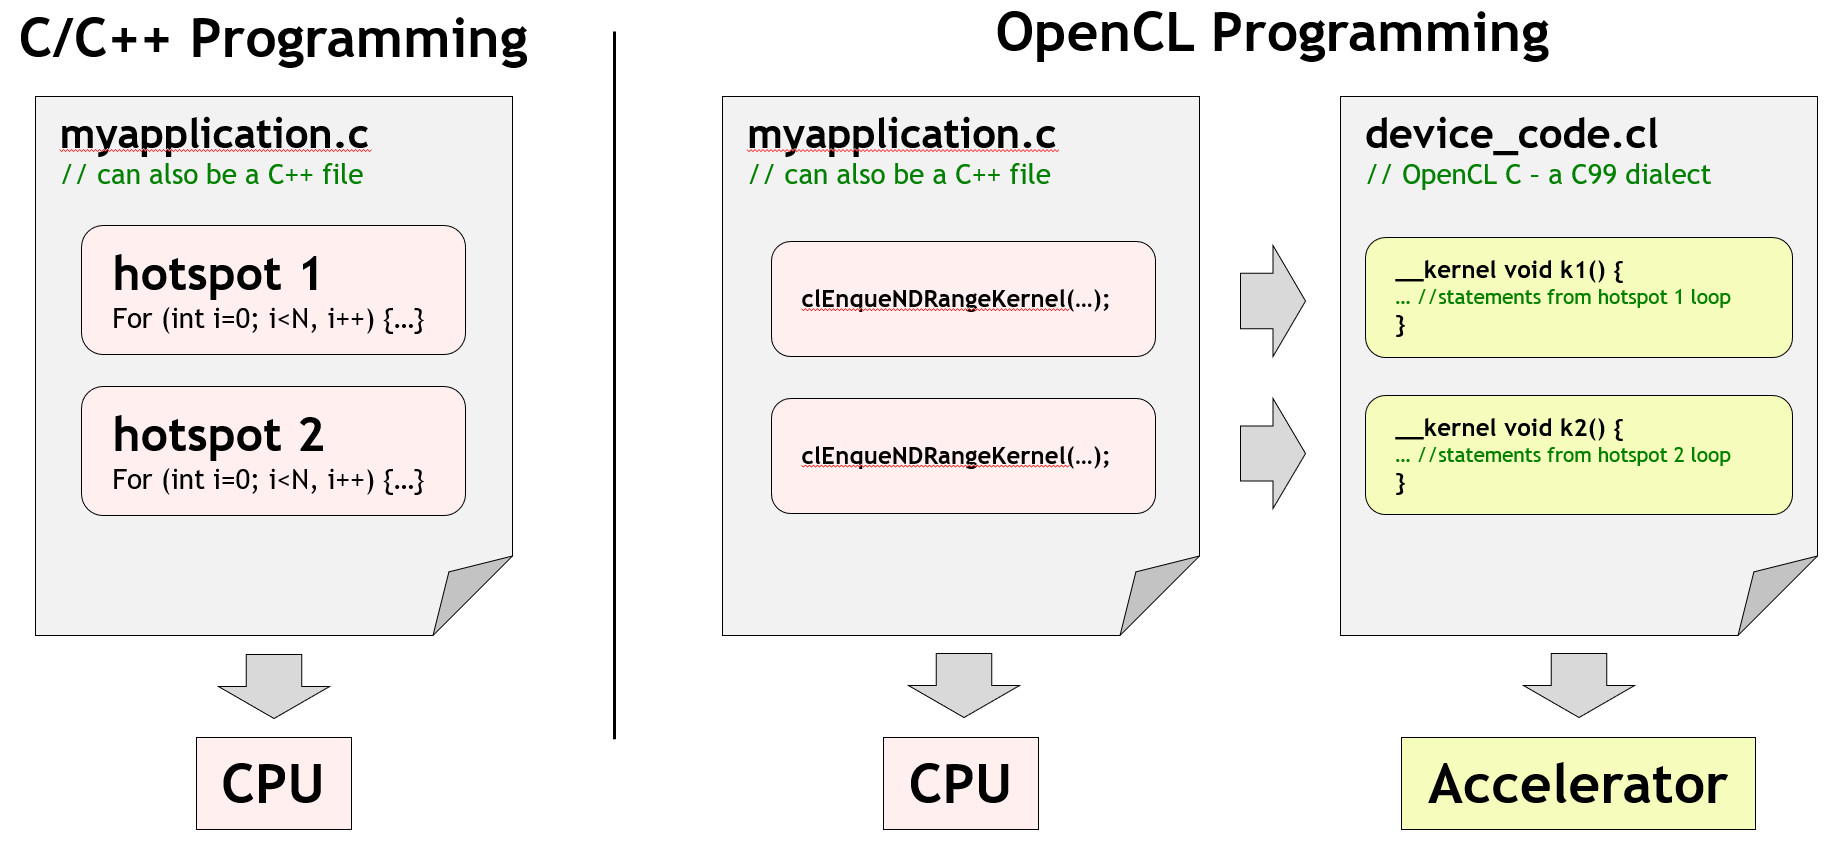 C/C++ Programming
myapplication.c
// can also be a C++ file
hotspot 1
For (int i=0; i<N, i++) {…}
hotspot 2
For (int i=0; i<N, i++) {…}
CPU
OpenCL Programming
myapplication.c
// can also be a C++ file
clEnqueNDRangeKernel(…);
clEnqueNDRangeKernel(…);
CPU
device_code.cl
// OpenCL C – a C99 dialect
__kernel void k1() {
… //statements from hotspot 1 loop
}
__kernel void k2() {
… //statements from hotspot 2 loop
}
Accelerator